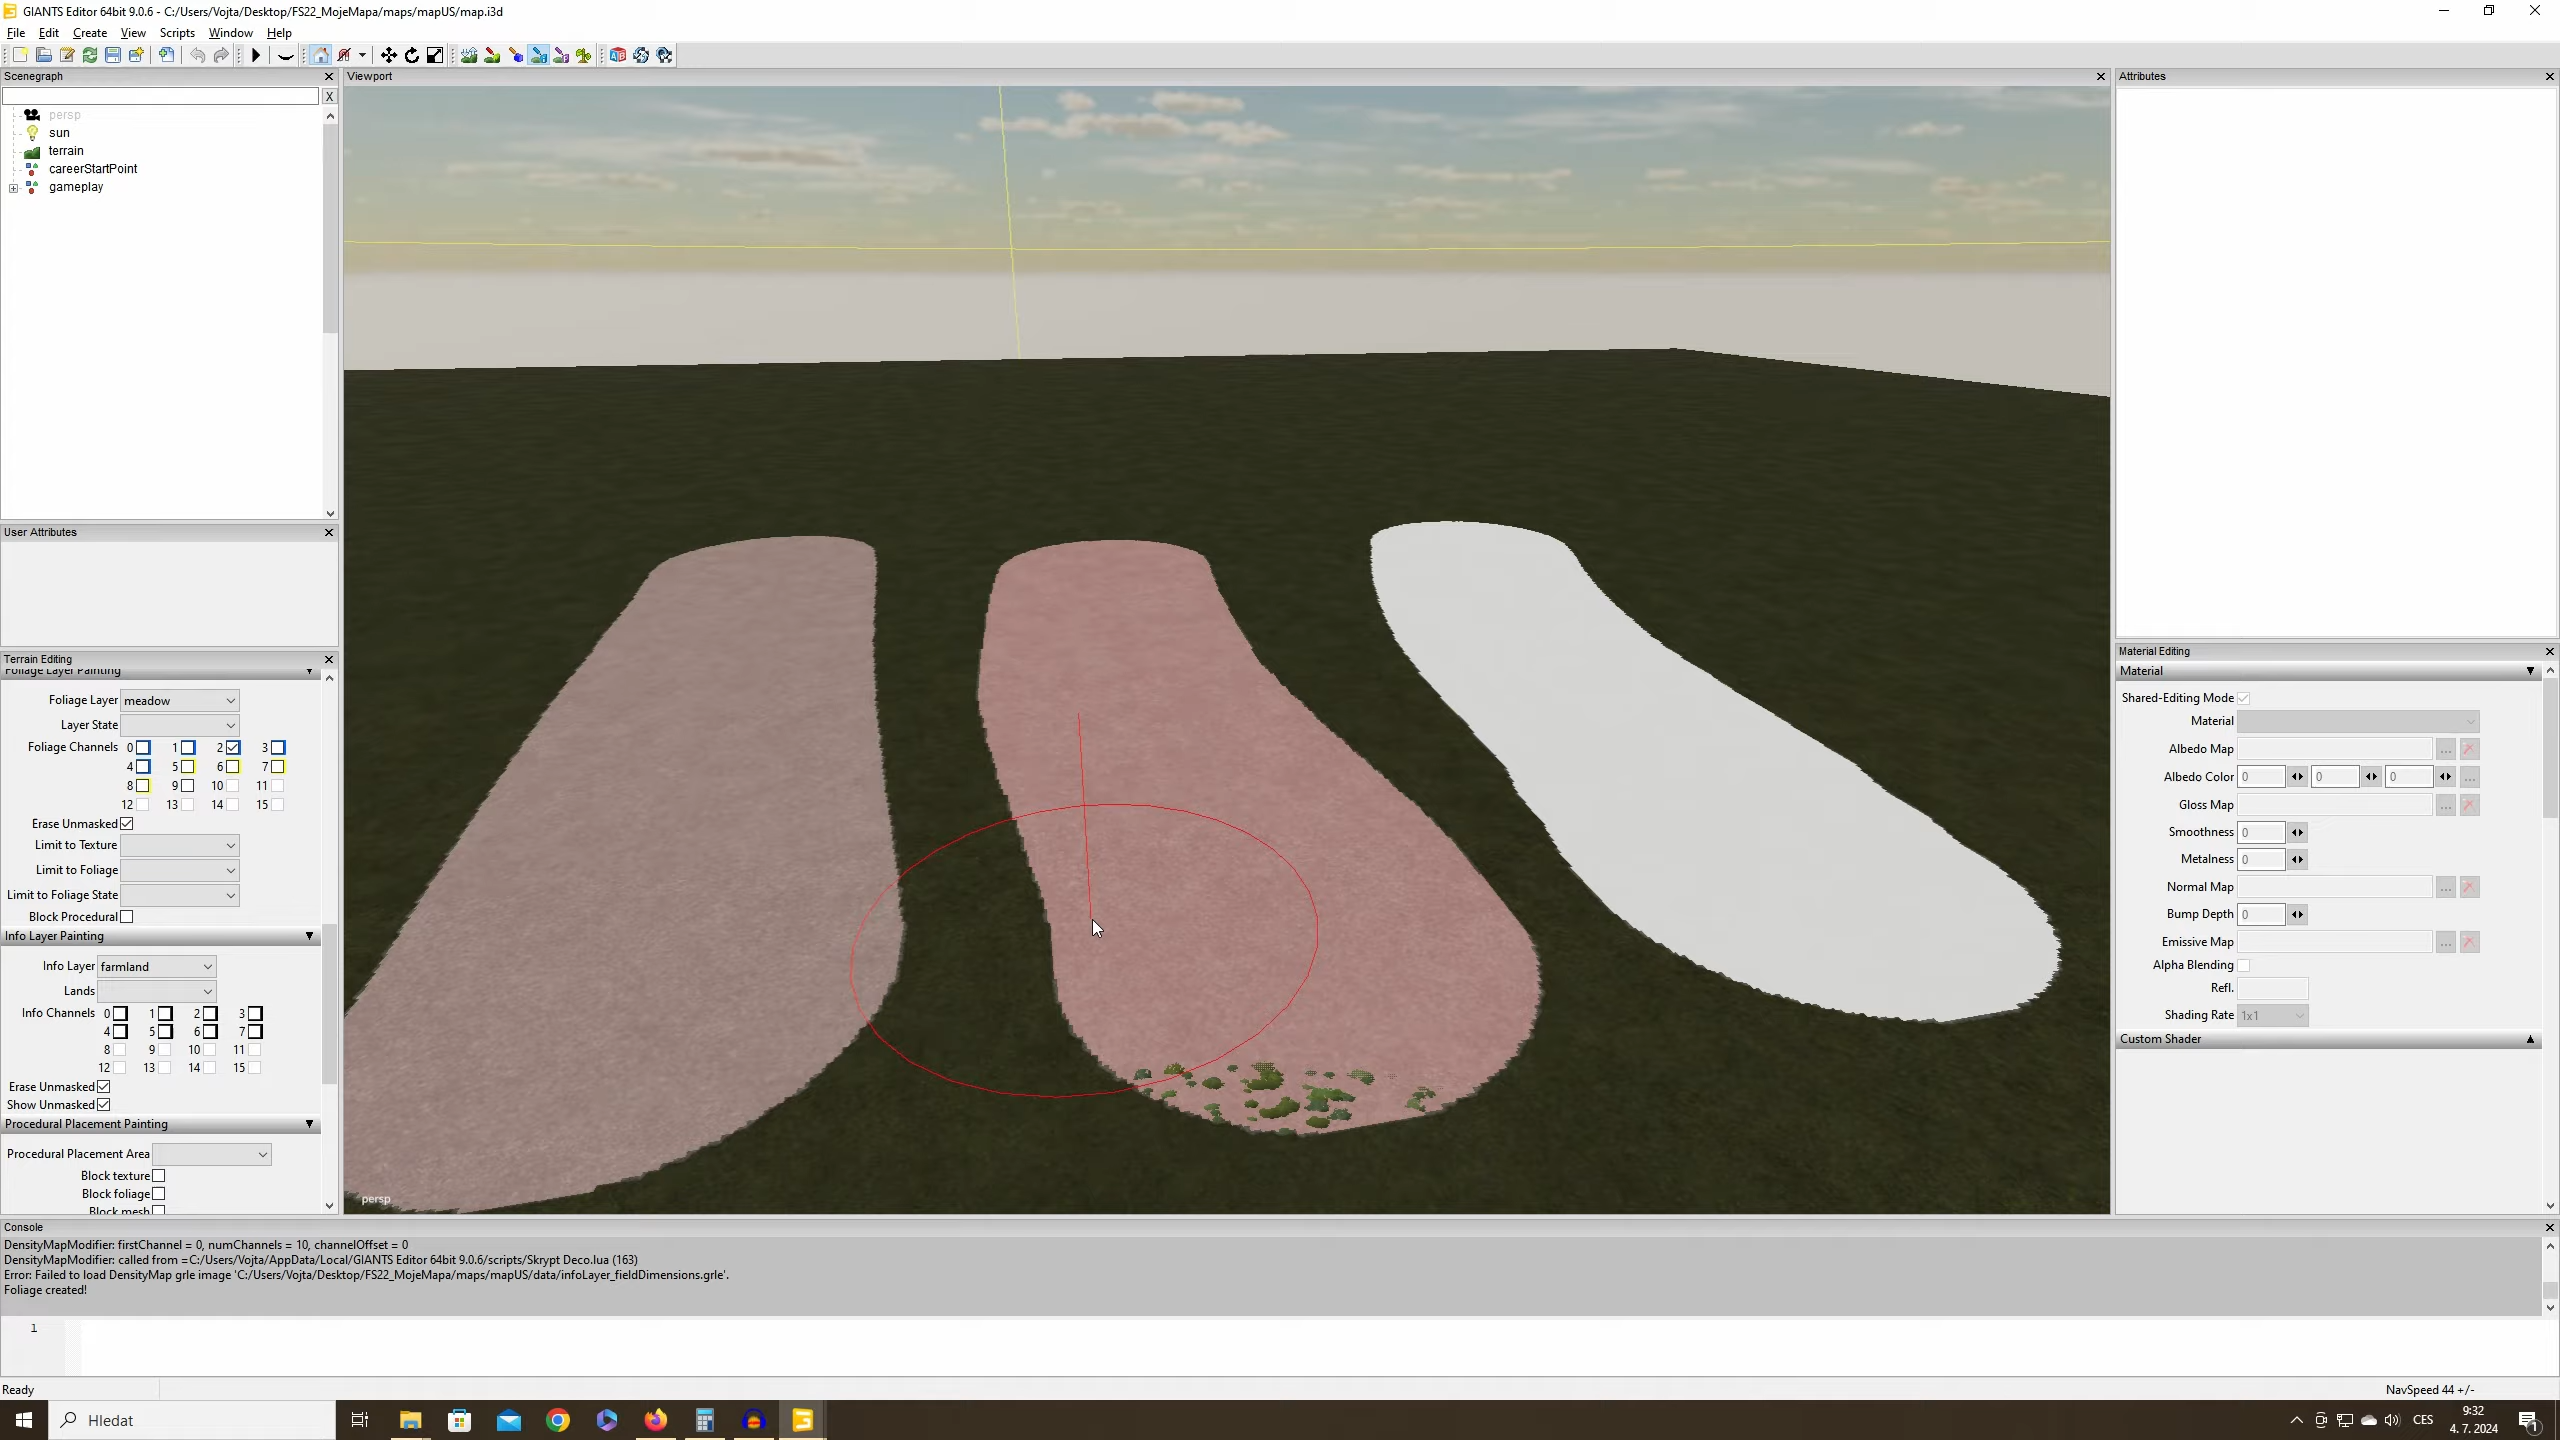 GIANTS Editor 64bit 9.0.6 - C:/Users/Vojta/Desktop/FS22_MojeMapa/maps/mapUS/map.i3d
File Edit Create View Scripts Window Help
Scenegraph
X
persp
sun
terrain
careerStartPoint
gameplay
User Attributes
Terrain Editing
Foliage Layer Painting
Foliage Layer meadow
Layer State
Foliage Channels 0 1 2 3
4 5 6 7
8 9 10 11
12 13 14 15
Erase Unmasked
Limit to Texture
Limit to Foliage
Limit to Foliage State
Block Procedural
Info Layer Painting
Info Layer farmland
Lands
Info Channels 0 1 2 3
4 5 6 7
8 9 10 11
12 13 14 15
Erase Unmasked
Show Unmasked
Procedural Placement Painting
Procedural Placement Area
Block texture
Block foliage
Block mesh
Viewport
persp
Attributes
Material Editing
Material
Shared-Editing Mode
Material
Albedo Map
Albedo Color 0 0 0
Gloss Map
Smoothness 0
Metalness 0
Normal Map
Bump Depth 0
Emissive Map
Alpha Blending
Refl.
Shading Rate 1x1
Custom Shader
Console
DensityMapModifier: firstChannel = 0, numChannels = 10, channelOffset = 0
DensityMapModifier: called from =C:/Users/Vojta/AppData/Local/GIANTS Editor 64bit 9.0.6/scripts/Skrypt Deco.lua (163)
Error: Failed to load DensityMap grle image 'C:/Users/Vojta/Desktop/FS22_MojeMapa/maps/mapUS/data/infoLayer_fieldDimensions.grle'.
Foliage created!
1
Ready
NavSpeed 44 +/-
Hledat
CES
9:32
4. 7. 2024
1